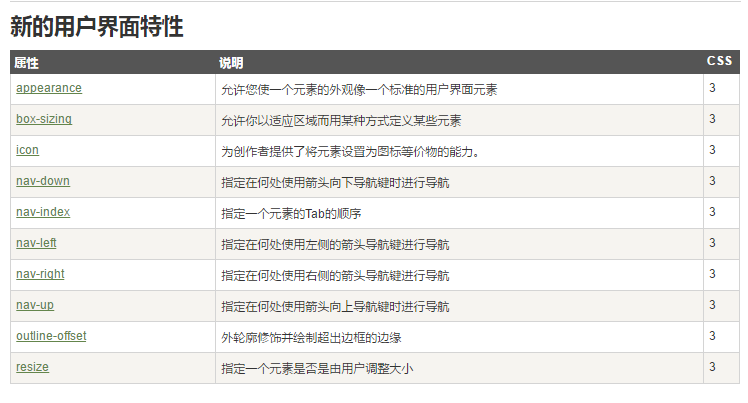 新的用户界面特性
属性 说明 CSS
appearance 允许您使一个元素的外观像一个标准的用户界面元素 3
box-sizing 允许你以适应区域而用某种方式定义某些元素 3
icon 为创作者提供了将元素设置为图标等价物的能力。 3
nav-down 指定在何处使用箭头向下导航键时进行导航 3
nav-index 指定一个元素的Tab的顺序 3
nav-left 指定在何处使用左侧的箭头导航键进行导航 3
nav-right 指定在何处使用右侧的箭头导航键进行导航 3
nav-up 指定在何处使用箭头向上导航键时进行导航 3
outline-offset 外轮廓修饰并绘制超出边框的边缘 3
resize 指定一个元素是否是由用户调整大小 3